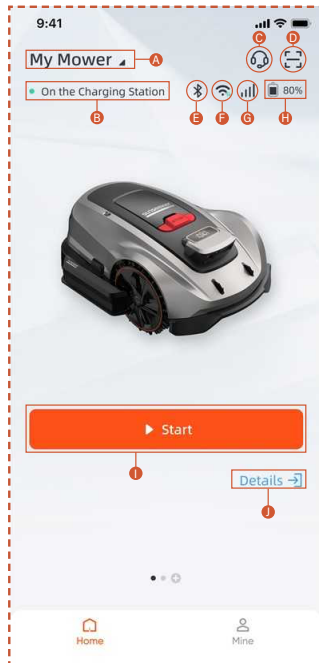 9:41
C D
My Mower A
On the Charging Station 80%
B E F G H
Start
I
Details
J
Home Mine